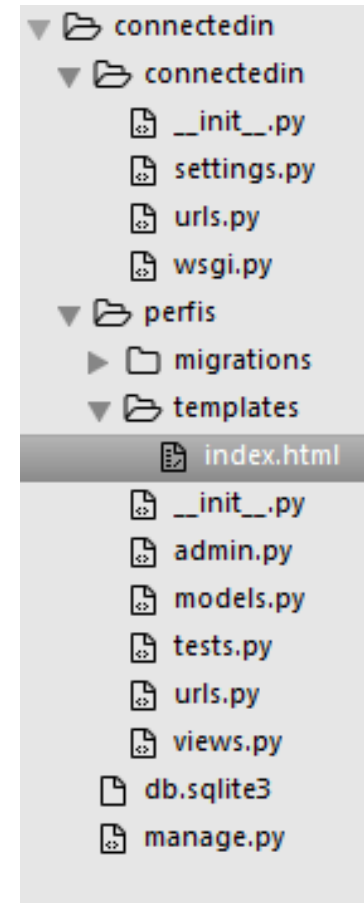 connectedin
connectedin
__init__.py
settings.py
urls.py
wsgi.py
perfis
migrations
templates
index.html
__init__.py
admin.py
models.py
tests.py
urls.py
views.py
db.sqlite3
manage.py